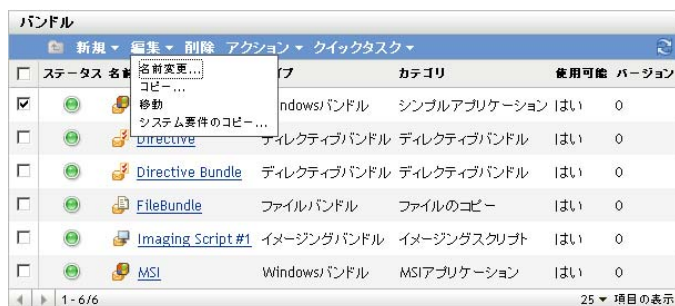 バンドル
新規 編集 削除 アクション クイックタスク
ステータス 名前 イプ カテゴリ 使用可能 バージョン
名前変更...
コピー...
移動
システム要件のコピー...
ndowsバンドル シンプルアプリケーション はい 0
Directive ディレクティブバンドル ディレクティブバンドル はい 0
Directive Bundle ディレクティブバンドル ディレクティブバンドル はい 0
FileBundle ファイルバンドル ファイルのコピー はい 0
Imaging Script #1 イメージングバンドル イメージングスクリプト はい 0
MSI Windowsバンドル MSIアプリケーション はい 0
1 - 6/6 25 項目の表示